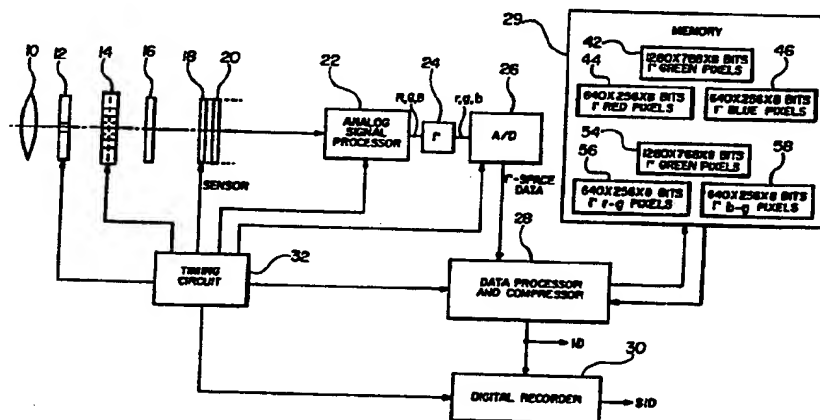 29
MEMORY
42
1280X768X8 BITS
Γ GREEN PIXELS
44
46
640X256X8 BITS
Γ RED PIXELS
640X256X8 BITS
Γ BLUE PIXELS
54
1280X768X8 BITS
Γ GREEN PIXELS
56
58
640X256X8 BITS
Γ r-g PIXELS
640X256X8 BITS
Γ b-g PIXELS
10
12
14
16
18
20
22
24
26
R,G,B
r,g,b
ANALOG
SIGNAL
PROCESSOR
Γ
A/D
SENSOR
Γ-SPACE
DATA
28
TIMING
CIRCUIT
32
DATA PROCESSOR
AND COMPRESSOR
ID
30
DIGITAL RECORDER
SID